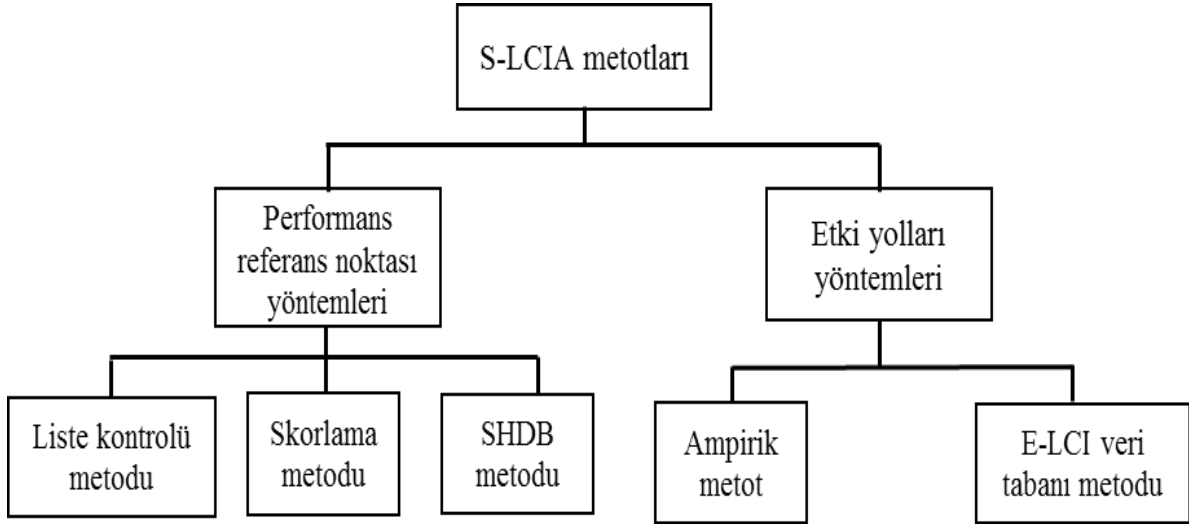 S-LCIA metotları
Performans
referans noktası
yöntemleri
Etki yolları
yöntemleri
Liste kontrolü
metodu
Skorlama
metodu
SHDB
metodu
Ampirik
metot
E-LCI veri
tabanı metodu